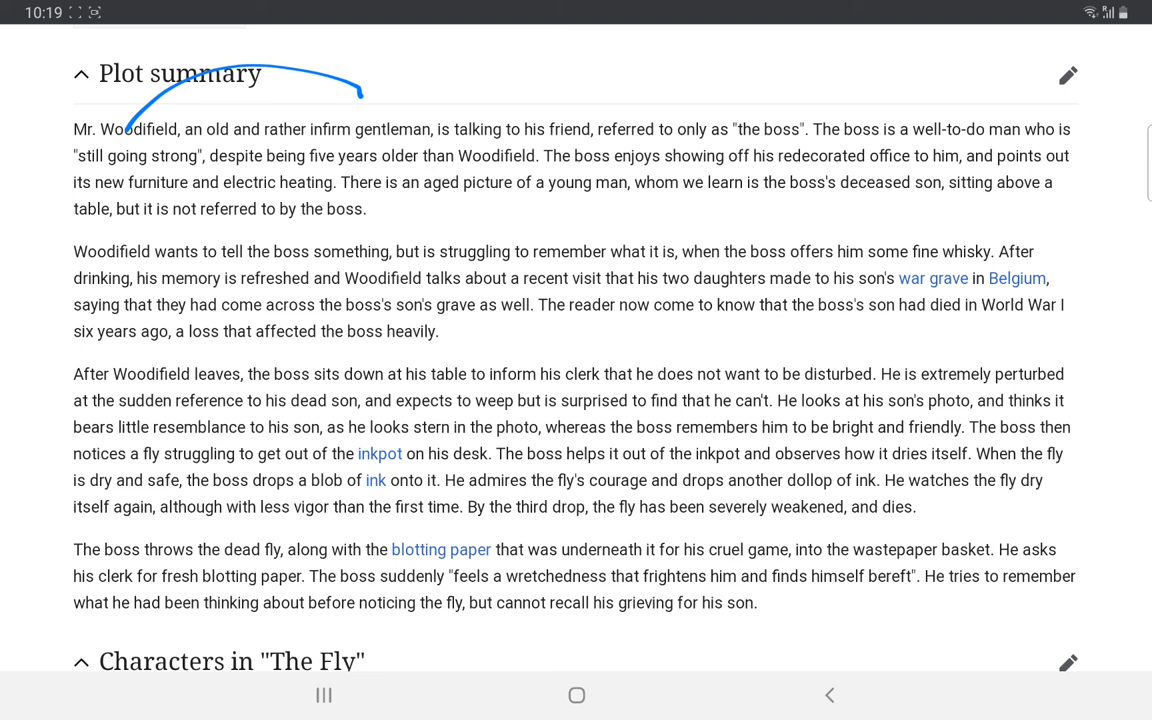 10:19
Plot summary
Mr. Woodifield, an old and rather infirm gentleman, is talking to his friend, referred to only as "the boss". The boss is a well-to-do man who is
"still going strong", despite being five years older than Woodifield. The boss enjoys showing off his redecorated office to him, and points out
its new furniture and electric heating. There is an aged picture of a young man, whom we learn is the boss's deceased son, sitting above a
table, but it is not referred to by the boss.
Woodifield wants to tell the boss something, but is struggling to remember what it is, when the boss offers him some fine whisky. After
drinking, his memory is refreshed and Woodifield talks about a recent visit that his two daughters made to his son's war grave in Belgium,
saying that they had come across the boss's son's grave as well. The reader now come to know that the boss's son had died in World War I
six years ago, a loss that affected the boss heavily.
After Woodifield leaves, the boss sits down at his table to inform his clerk that he does not want to be disturbed. He is extremely perturbed
at the sudden reference to his dead son, and expects to weep but is surprised to find that he can't. He looks at his son's photo, and thinks it
bears little resemblance to his son, as he looks stern in the photo, whereas the boss remembers him to be bright and friendly. The boss then
notices a fly struggling to get out of the inkpot on his desk. The boss helps it out of the inkpot and observes how it dries itself. When the fly
is dry and safe, the boss drops a blob of ink onto it. He admires the fly's courage and drops another dollop of ink. He watches the fly dry
itself again, although with less vigor than the first time. By the third drop, the fly has been severely weakened, and dies.
The boss throws the dead fly, along with the blotting paper that was underneath it for his cruel game, into the wastepaper basket. He asks
his clerk for fresh blotting paper. The boss suddenly "feels a wretchedness that frightens him and finds himself bereft". He tries to remember
what he had been thinking about before noticing the fly, but cannot recall his grieving for his son.
Characters in "The Fly"